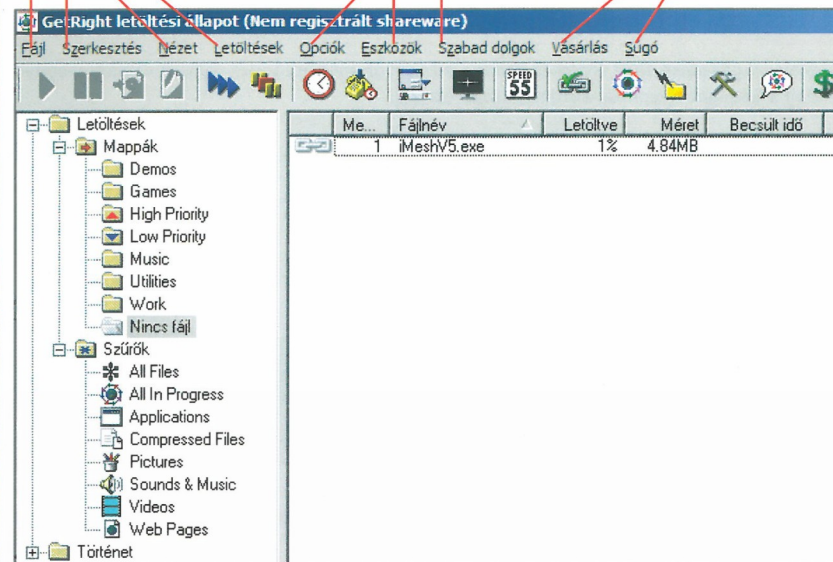 GetRight letöltési állapot (Nem regisztrált shareware)
Fájl Szerkesztés Nézet Letöltések Opciók Eszközök Szabad dolgok Vásárlás Súgó
SPEED
55
Letöltések
Mappák
Demos
Games
High Priority
Low Priority
Music
Utilities
Work
Nincs fájl
Szűrők
All Files
All In Progress
Applications
Compressed Files
Pictures
Sounds & Music
Videos
Web Pages
Történet
Me... Fájlnév Letöltve Méret Becsült idő
1 iMeshV5.exe 1% 4.84MB